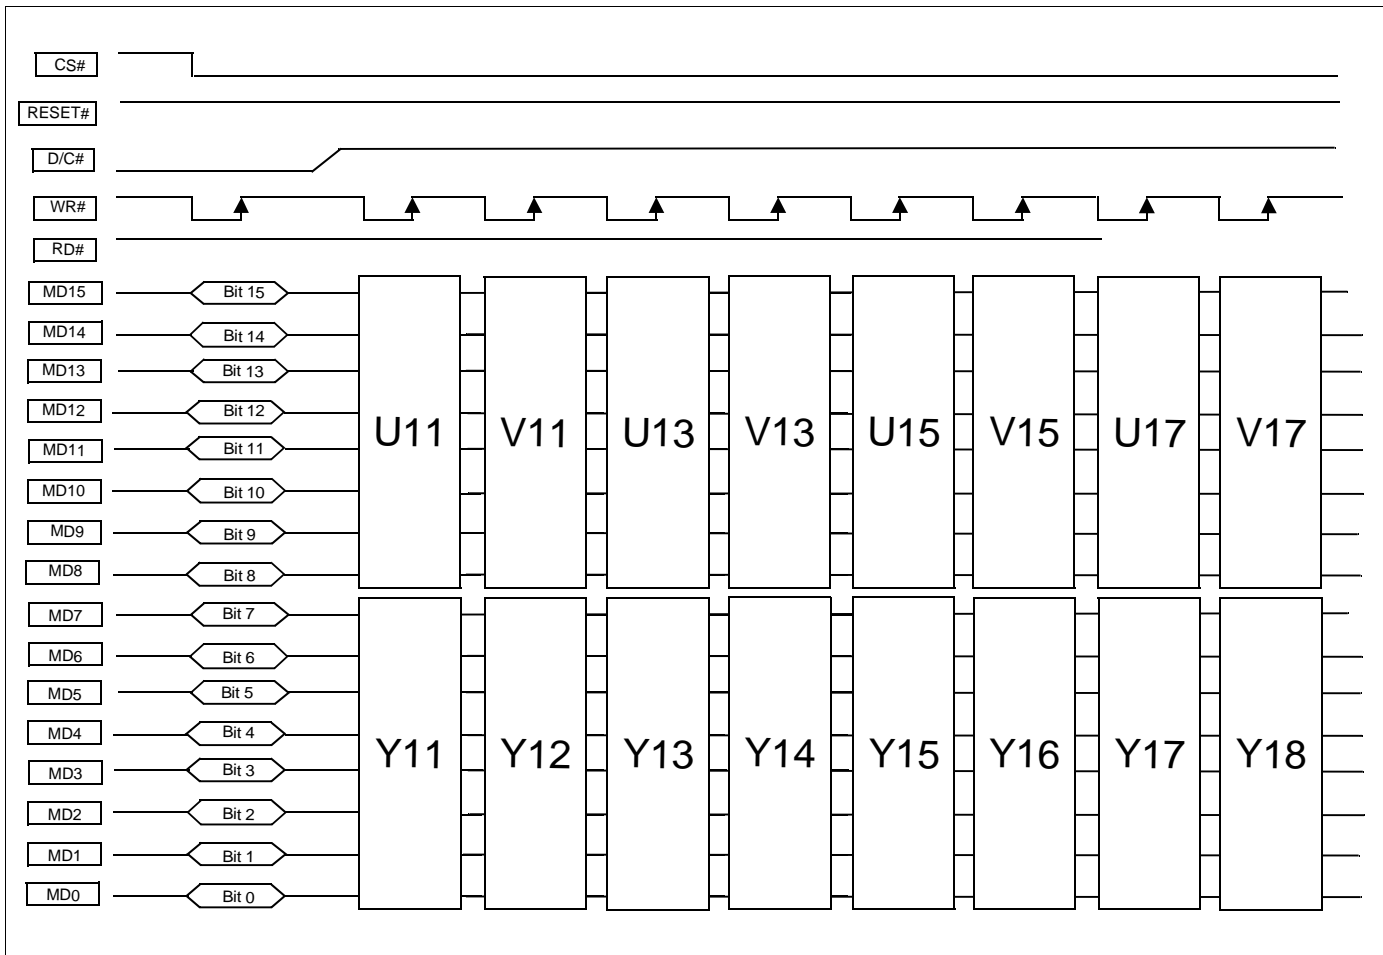 CS#
RESET#
D/C#
WR#
RD#
MD15 Bit 15
MD14 Bit 14
MD13 Bit 13
MD12 Bit 12
MD11 Bit 11
MD10 Bit 10
MD9 Bit 9
MD8 Bit 8
U11 V11 U13 V13 U15 V15 U17 V17
MD7 Bit 7
MD6 Bit 6
MD5 Bit 5
MD4 Bit 4
MD3 Bit 3
MD2 Bit 2
MD1 Bit 1
MD0 Bit 0
Y11 Y12 Y13 Y14 Y15 Y16 Y17 Y18